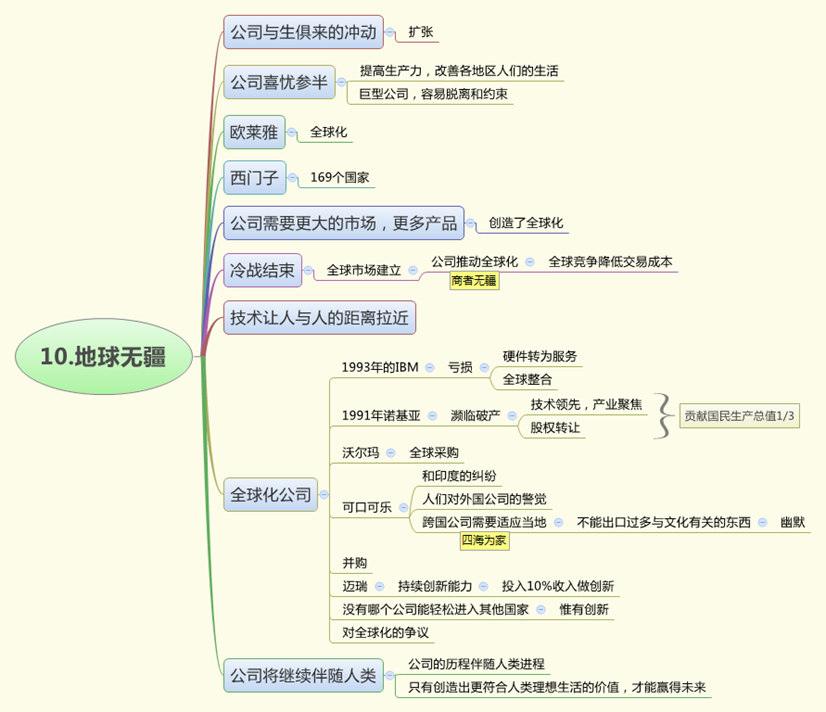 10.地球无疆
公司与生俱来的冲动
扩张
公司喜忧参半
提高生产力，改善各地区人们的生活
巨型公司，容易脱离和约束
欧莱雅
全球化
西门子
169个国家
公司需要更大的市场，更多产品
创造了全球化
冷战结束
全球市场建立
公司推动全球化
商者无疆
全球竞争降低交易成本
技术让人与人的距离拉近
全球化公司
1993年的IBM
亏损
硬件转为服务
全球整合
1991年诺基亚
濒临破产
技术领先，产业聚焦
股权转让
贡献国民生产总值1/3
沃尔玛
全球采购
可口可乐
和印度的纠纷
人们对外国公司的警觉
跨国公司需要适应当地
四海为家
不能出口过多与文化有关的东西
幽默
并购
迈瑞
持续创新能力
投入10%收入做创新
没有哪个公司能轻松进入其他国家
惟有创新
对全球化的争议
公司将继续伴随人类
公司的历程伴随人类进程
只有创造出更符合人类理想生活的价值，才能赢得未来